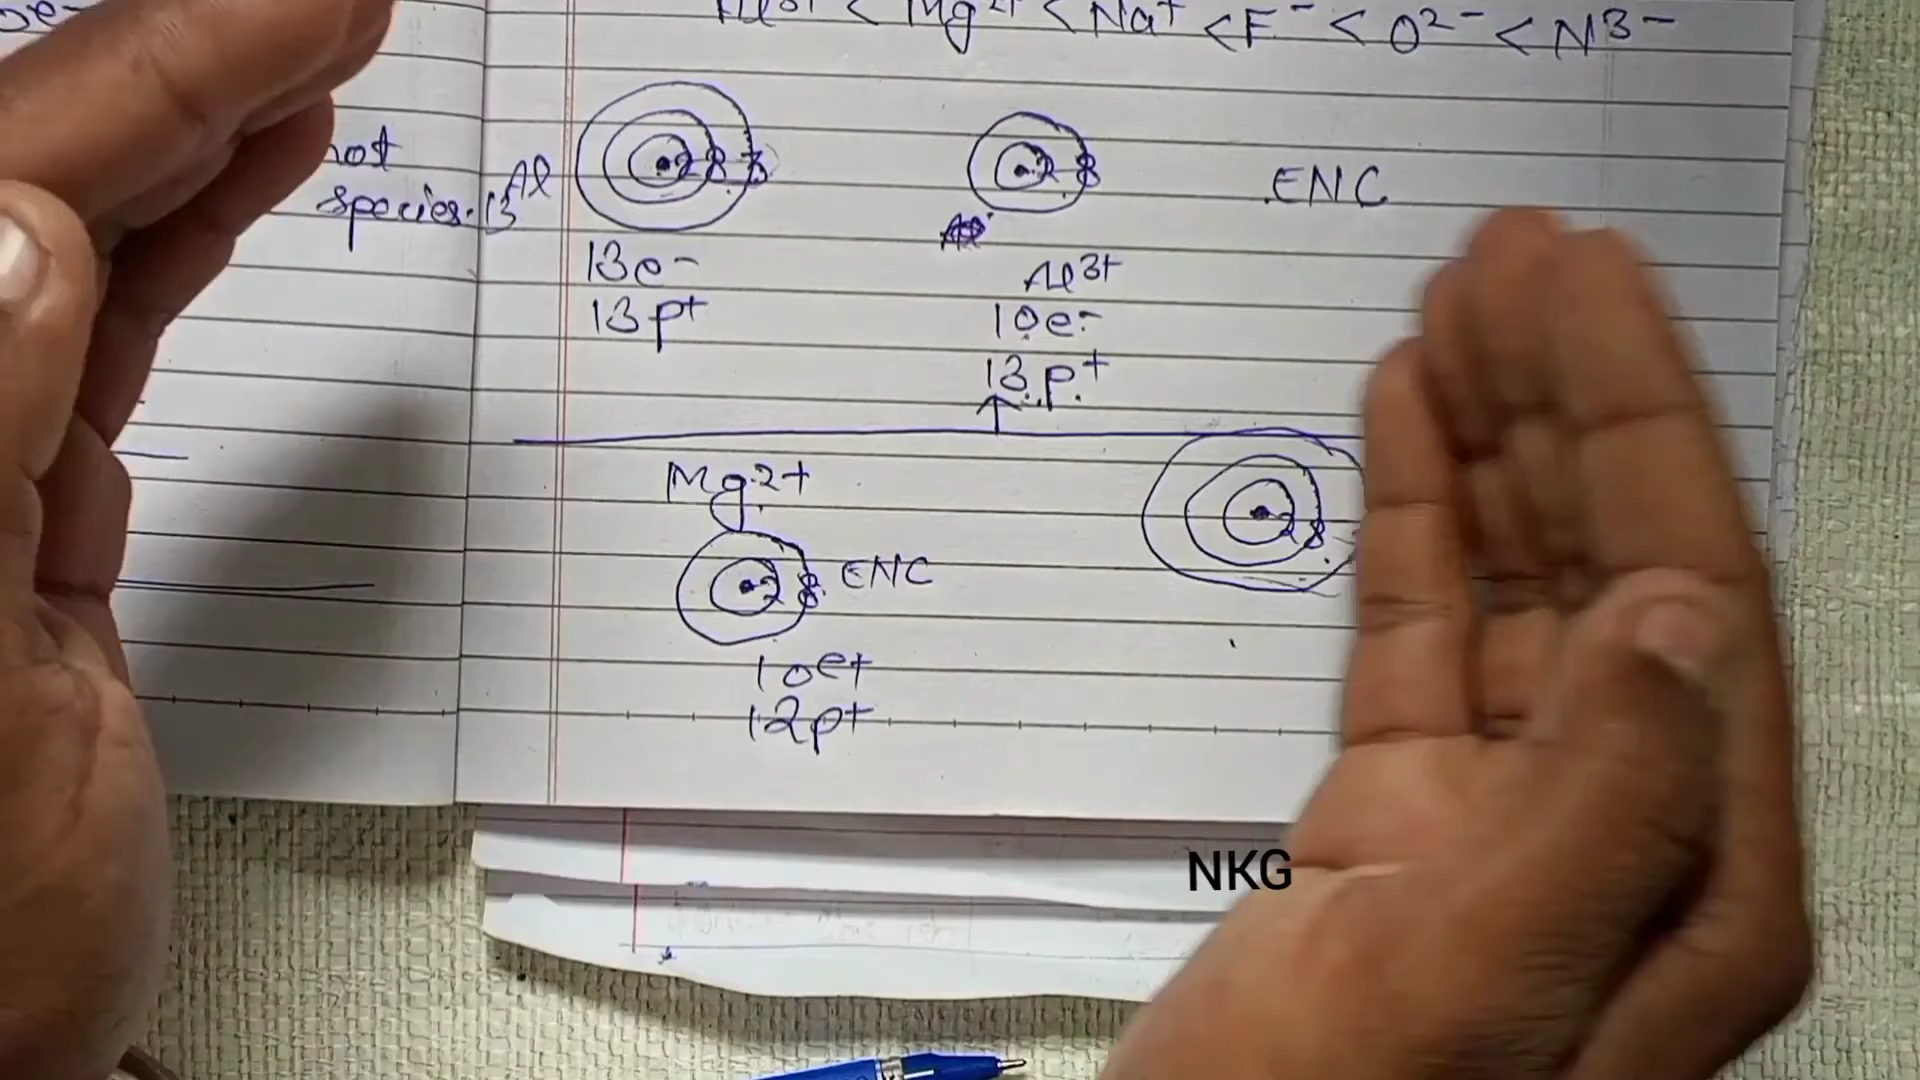 Al3+ < Mg2+ < Na+ < F- < O2- < N3-
not
species.
13Al
2 8 3
13e-
13p+
2 8
Al3+
10e-
13p+
ENC
Mg2+
2 8
ENC
10e+
12p+
2 8
NKG